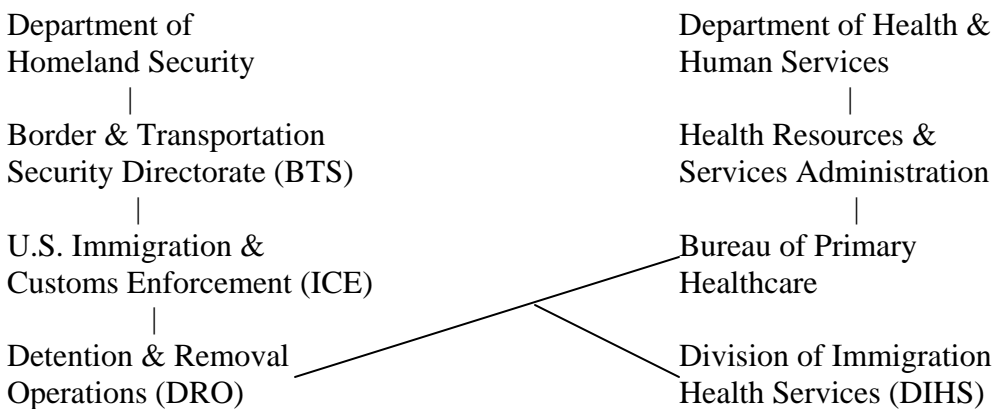 Department of
Homeland Security
Border & Transportation
Security Directorate (BTS)
U.S. Immigration &
Customs Enforcement (ICE)
Detention & Removal
Operations (DRO)
Department of Health &
Human Services
Health Resources &
Services Administration
Bureau of Primary
Healthcare
Division of Immigration
Health Services (DIHS)